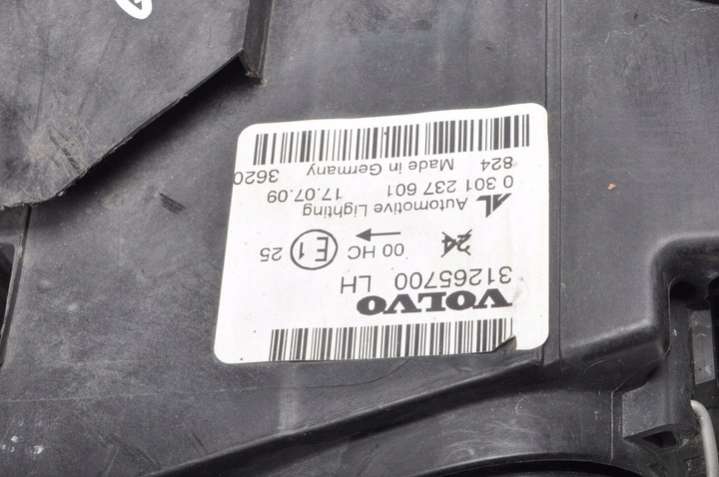 VOLVO
31265700 LH
24 00 HC E1 25
AL Automotive Lighting
0 301 237 601 17.07.09
824 Made in Germany 3620